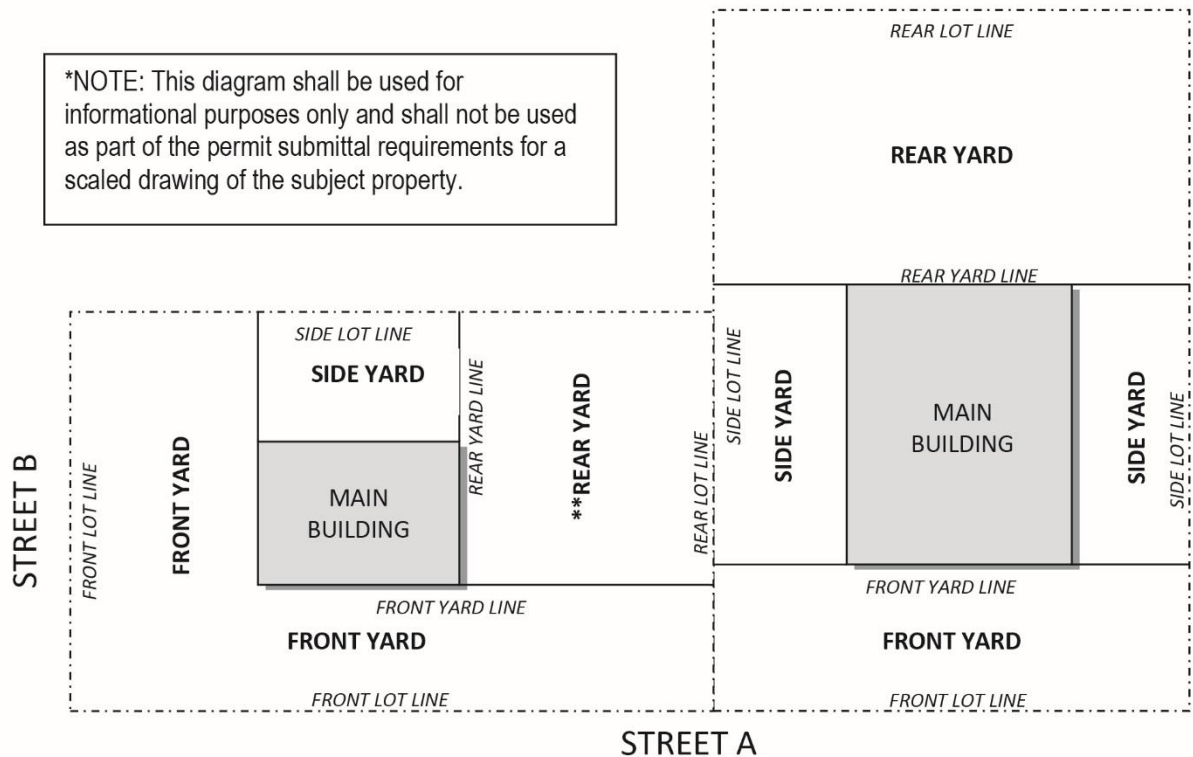 REAR LOT LINE
*NOTE: This diagram shall be used for
informational purposes only and shall not be used
as part of the permit submittal requirements for a
scaled drawing of the subject property.
REAR YARD
REAR YARD LINE
SIDE LOT LINE
SIDE YARD
STREET B
FRONT LOT LINE
FRONT YARD
MAIN
BUILDING
REAR YARD LINE
**REAR YARD
REAR LOT LINE
FRONT YARD LINE
FRONT YARD
FRONT LOT LINE
SIDE LOT LINE
SIDE YARD
MAIN
BUILDING
SIDE YARD
SIDE LOT LINE
FRONT YARD LINE
FRONT YARD
FRONT LOT LINE
STREET A